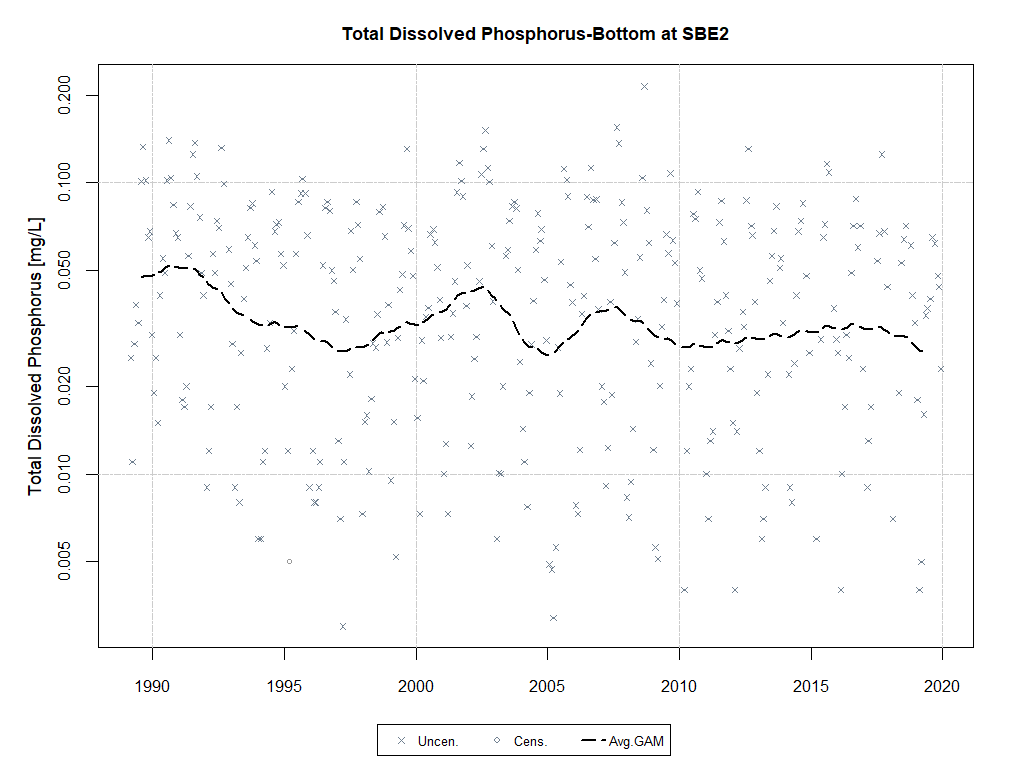 Total Dissolved Phosphorus-Bottom at SBE2
Total Dissolved Phosphorus [mg/L]
0.200
0.100
0.050
0.020
0.010
0.005
1990 1995 2000 2005 2010 2015 2020
Uncen. Cens. Avg.GAM